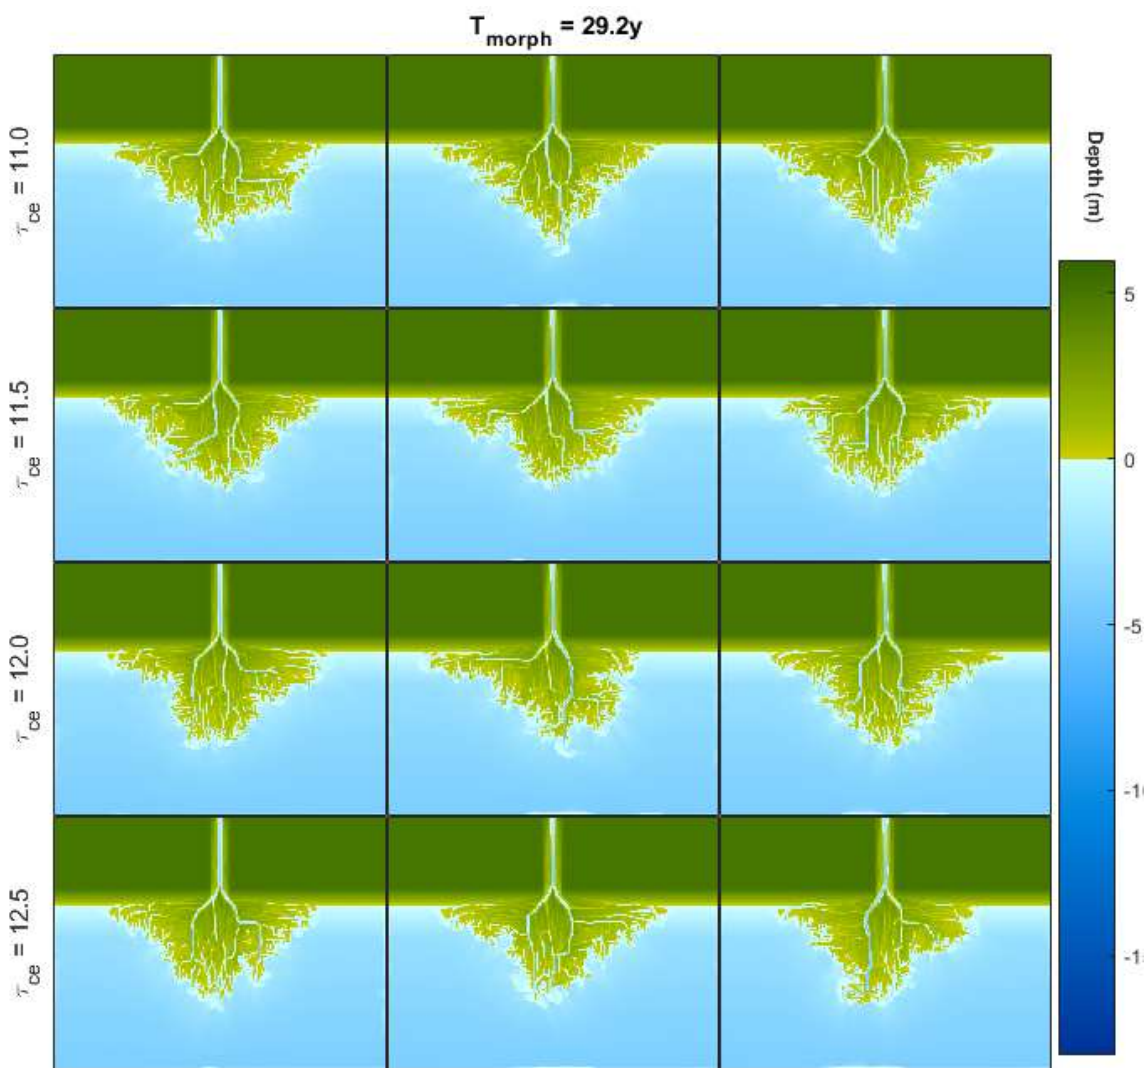 T_morph = 29.2y
τ_ce = 11.0
τ_ce = 11.5
τ_ce = 12.0
τ_ce = 12.5
Depth (m)
5
0
-5